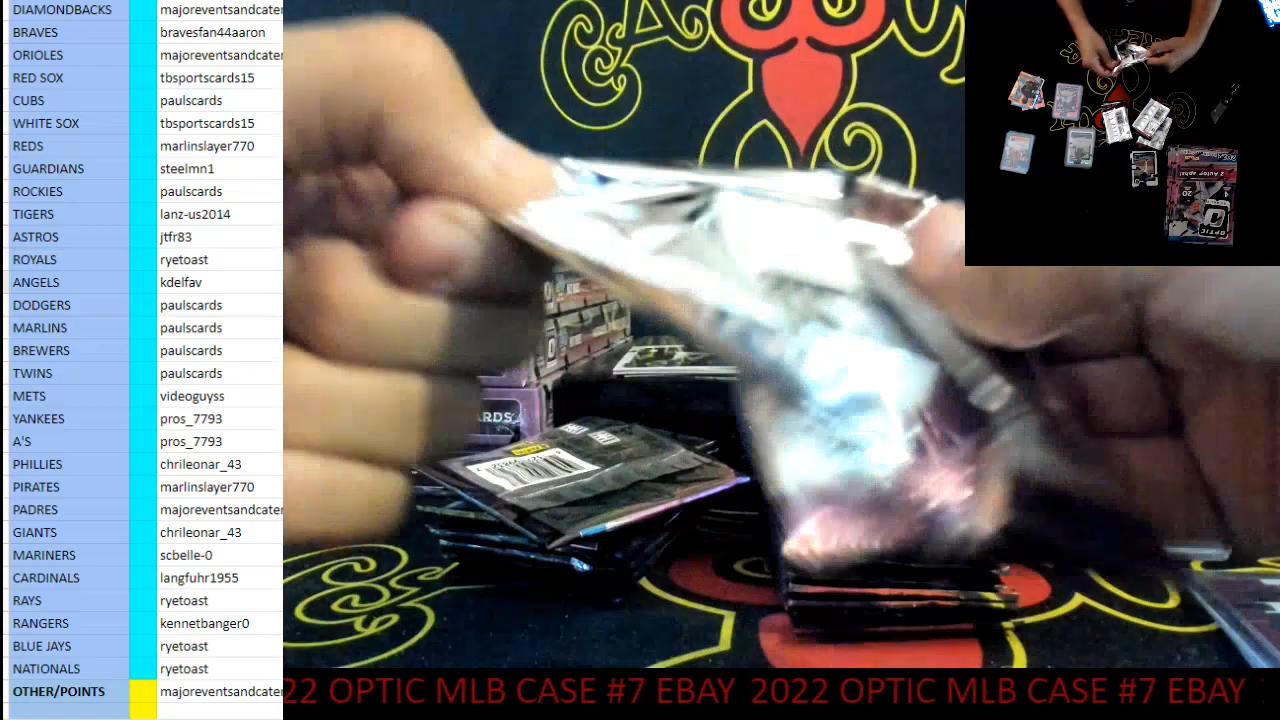 DIAMONDBACKS majoreventsandcater
BRAVES bravesfan44aaron
ORIOLES majoreventsandcater
RED SOX tbsportscards15
CUBS paulscards
WHITE SOX tbsportscards15
REDS marlinslayer770
GUARDIANS steelmn1
ROCKIES paulscards
TIGERS lanz-us2014
ASTROS jtfr83
ROYALS ryetoast
ANGELS kdelfav
DODGERS paulscards
MARLINS paulscards
BREWERS paulscards
TWINS paulscards
METS videoguyss
YANKEES pros_7793
A'S pros_7793
PHILLIES chrileonar_43
PIRATES marlinslayer770
PADRES majoreventsandcater
GIANTS chrileonar_43
MARINERS scbelle-0
CARDINALS langfuhr1955
RAYS ryetoast
RANGERS kennetbanger0
BLUE JAYS ryetoast
NATIONALS ryetoast
OTHER/POINTS majoreventsandcater
RDS
OPTIC
20
4
22 OPTIC MLB CASE #7 EBAY 2022 OPTIC MLB CASE #7 EBAY